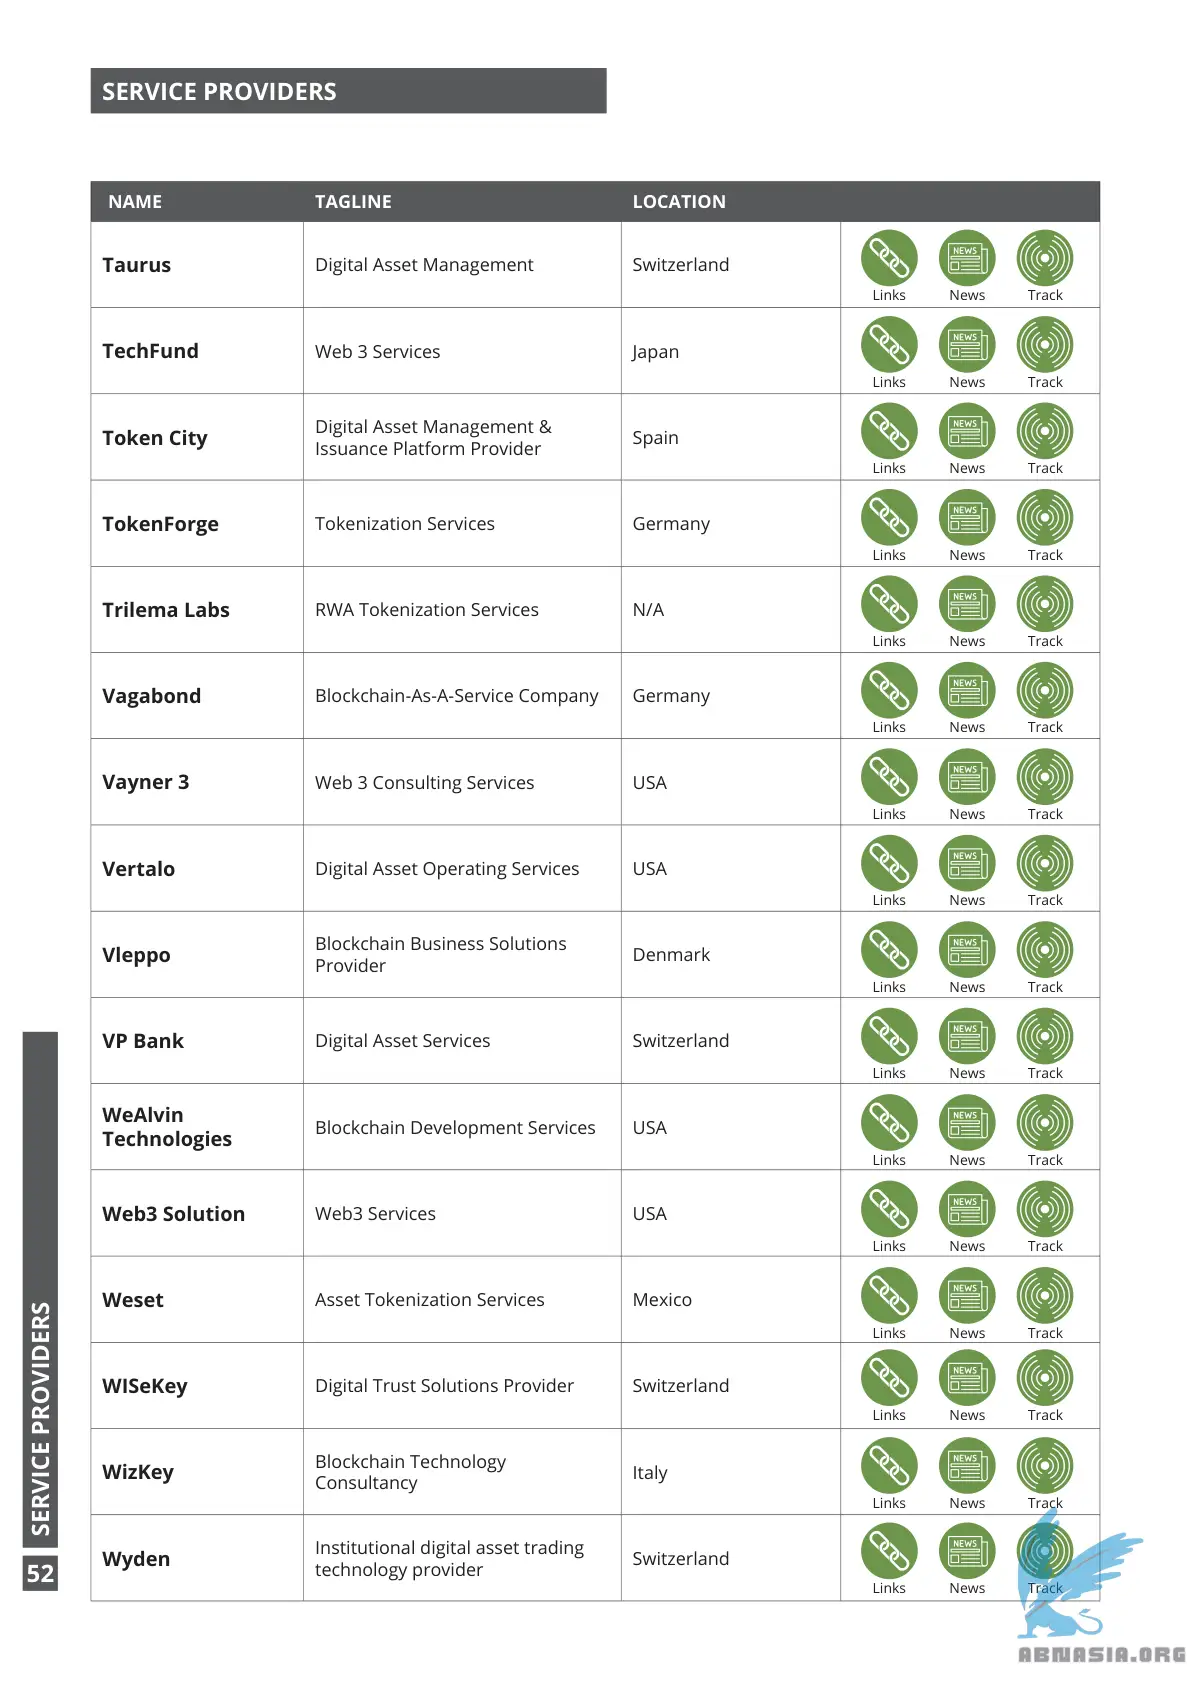 SERVICE PROVIDERS
NAME TAGLINE LOCATION
Taurus Digital Asset Management Switzerland
NEWS NEWS
Links News Track
TechFund Web 3 Services Japan
NEWS
Links News Track
Token City Digital Asset Management &
Issuance Platform Provider Spain
NEWS
Links News Track
TokenForge Tokenization Services Germany
NEWS
Links News Track
Trilema Labs RWA Tokenization Services N/A
NEWS
Links News Track
Vagabond Blockchain-As-A-Service Company Germany
NEWS
Links News Track
Vayner 3 Web 3 Consulting Services USA
NEWS
Links News Track
Vertalo Digital Asset Operating Services USA
NEWS
Links News Track
Vleppo Blockchain Business Solutions
Provider Denmark
NEWS
Links News Track
VP Bank Digital Asset Services Switzerland
NEWS
Links News Track
WeAlvin
Technologies Blockchain Development Services USA
NEWS
Links News Track
Web3 Solution Web3 Services USA
NEWS
Links News Track
Weset Asset Tokenization Services Mexico
NEWS
Links News Track
WISeKey Digital Trust Solutions Provider Switzerland
NEWS
Links News Track
WizKey Blockchain Technology
Consultancy Italy
NEWS
Links News Track
Wyden Institutional digital asset trading
technology provider Switzerland
NEWS
Links News Track
SERVICE PROVIDERS
52
ABNASIA.ORG